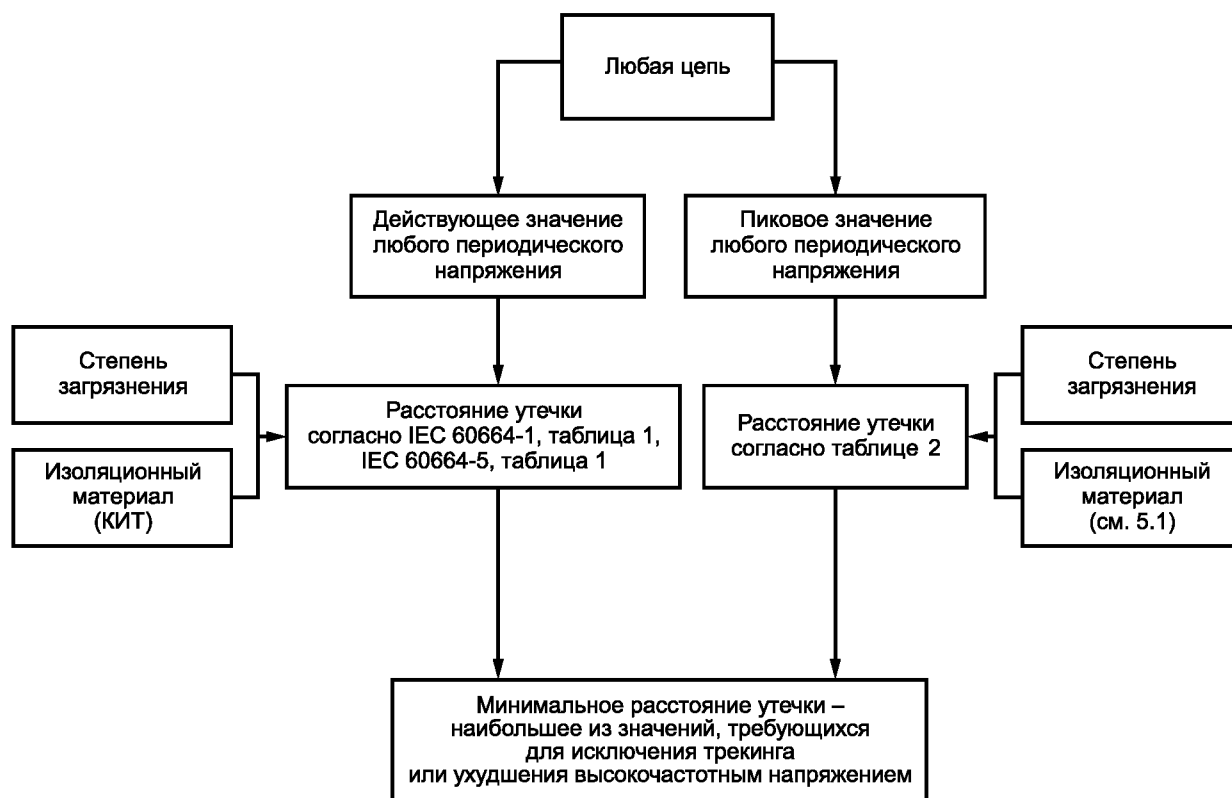 Любая цепь
Действующее значение
любого периодического
напряжения
Пиковое значение
любого периодического
напряжения
Степень
загрязнения
Изоляционный
материал
(КИТ)
Расстояние утечки
согласно IEC 60664-1, таблица 1,
IEC 60664-5, таблица 1
Расстояние утечки
согласно таблице 2
Степень
загрязнения
Изоляционный
материал
(см. 5.1)
Минимальное расстояние утечки –
наибольшее из значений, требующихся
для исключения трекинга
или ухудшения высокочастотным напряжением